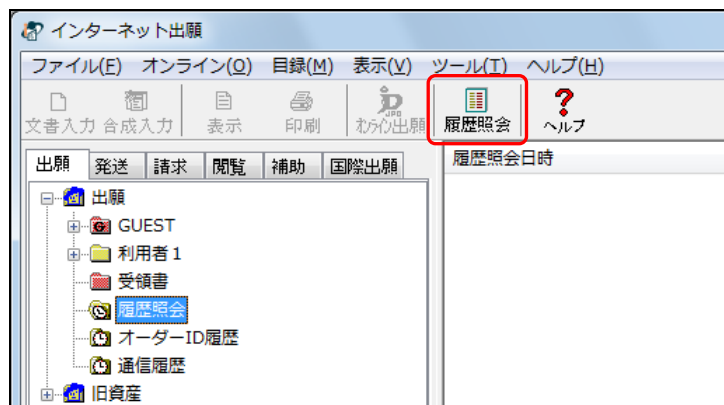 インターネット出願
ファイル(F) オンライン(O) 目録(M) 表示(V) ツール(T) ヘルプ(H)
文書入力 合成入力 表示 印刷 ｵﾝﾗｲﾝ出願 履歴照会 ヘルプ
出願 発送 請求 閲覧 補助 国際出願
履歴照会日時
出願
GUEST
利用者1
受領書
履歴照会
オーダーID履歴
通信履歴
旧資産